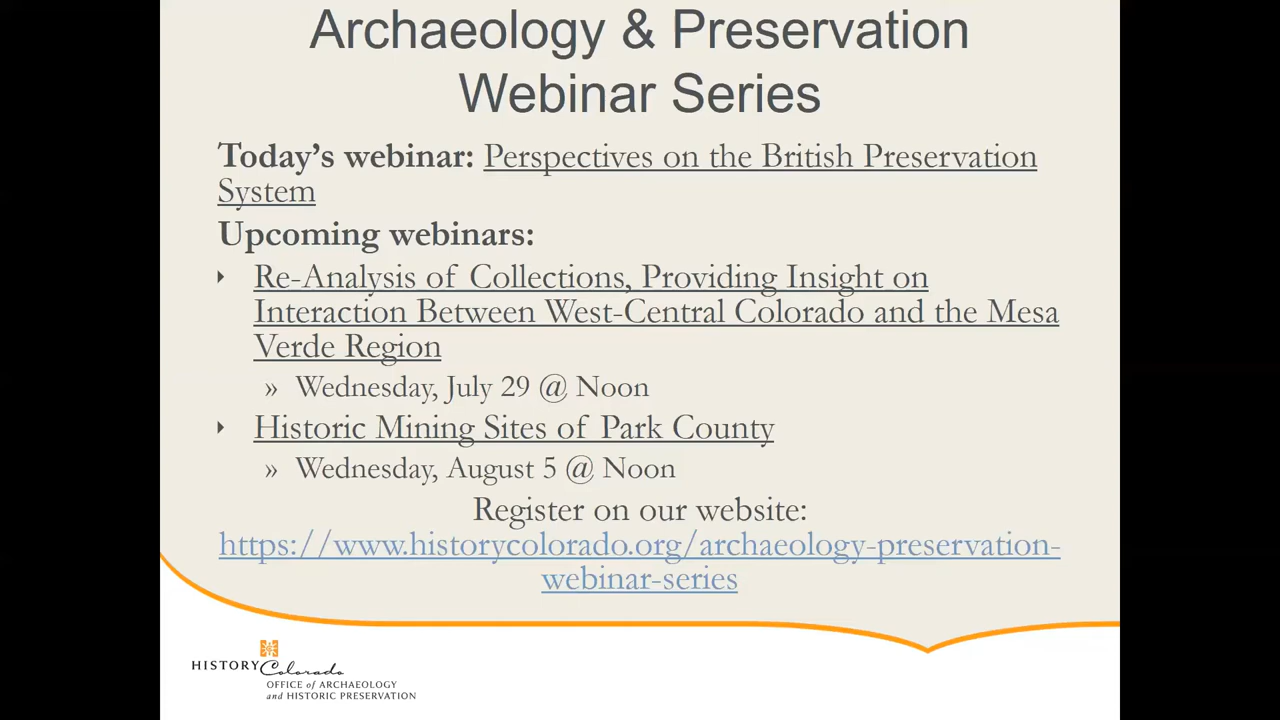 Archaeology & Preservation
Webinar Series
Today’s webinar: Perspectives on the British Preservation
System
Upcoming webinars:
Re-Analysis of Collections, Providing Insight on
Interaction Between West-Central Colorado and the Mesa
Verde Region
» Wednesday, July 29 @ Noon
Historic Mining Sites of Park County
» Wednesday, August 5 @ Noon
Register on our website:
https://www.historycolorado.org/archaeology-preservation-
webinar-series
HISTORY Colorado
OFFICE of ARCHAEOLOGY
and HISTORIC PRESERVATION